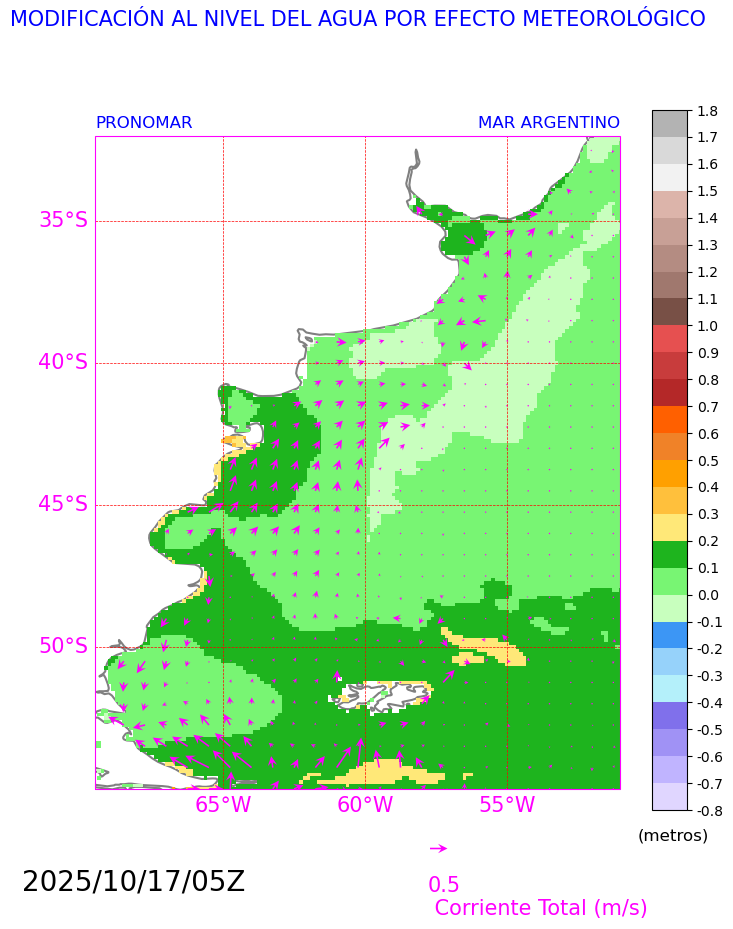 MODIFICACIÓN AL NIVEL DEL AGUA POR EFECTO METEOROLÓGICO
PRONOMAR
MAR ARGENTINO
35°S
40°S
45°S
50°S
65°W
60°W
55°W
1.8
1.7
1.6
1.5
1.4
1.3
1.2
1.1
1.0
0.9
0.8
0.7
0.6
0.5
0.4
0.3
0.2
0.1
0.0
-0.1
-0.2
-0.3
-0.4
-0.5
-0.6
-0.7
-0.8
(metros)
2025/10/17/05Z
0.5
Corriente Total (m/s)